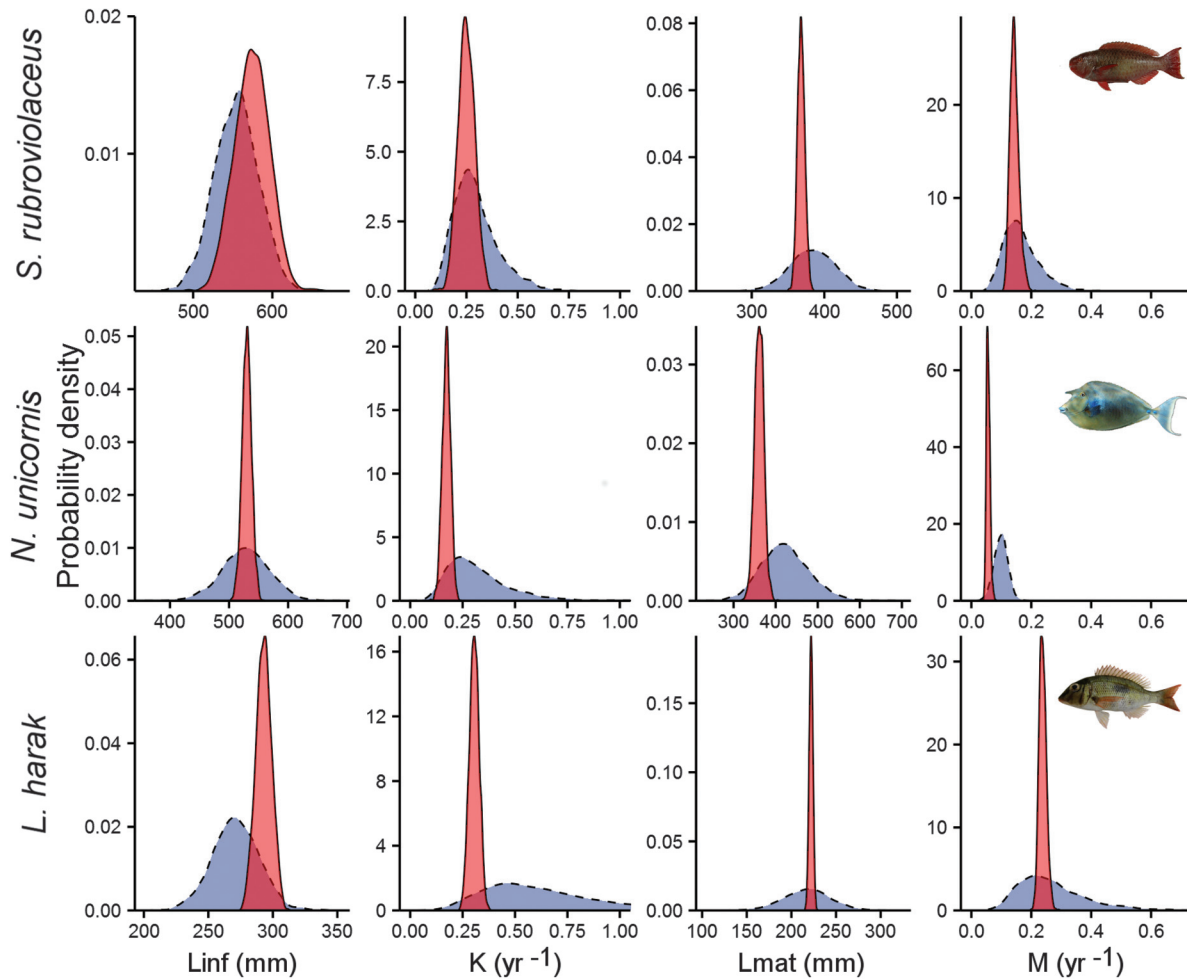 S. rubroviolaceus
0.02
0.01
500 600
7.5
5.0
2.5
0.0
0.00 0.25 0.50 0.75 1.00
0.08
0.06
0.04
0.02
0.00
300 400 500
20
10
0
0.0 0.2 0.4 0.6
N. unicornis
Probability density
0.05
0.04
0.03
0.02
0.01
0.00
400 500 600 700
20
15
10
5
0
0.00 0.25 0.50 0.75 1.00
0.03
0.02
0.01
0.00
300 400 500 600 700
60
40
20
0
0.0 0.2 0.4 0.6
L. harak
0.06
0.04
0.02
0.00
200 250 300 350
Linf (mm)
16
12
8
4
0
0.00 0.25 0.50 0.75 1.00
K (yr -1)
0.15
0.10
0.05
0.00
100 150 200 250 300
Lmat (mm)
30
20
10
0
0.0 0.2 0.4 0.6
M (yr -1)